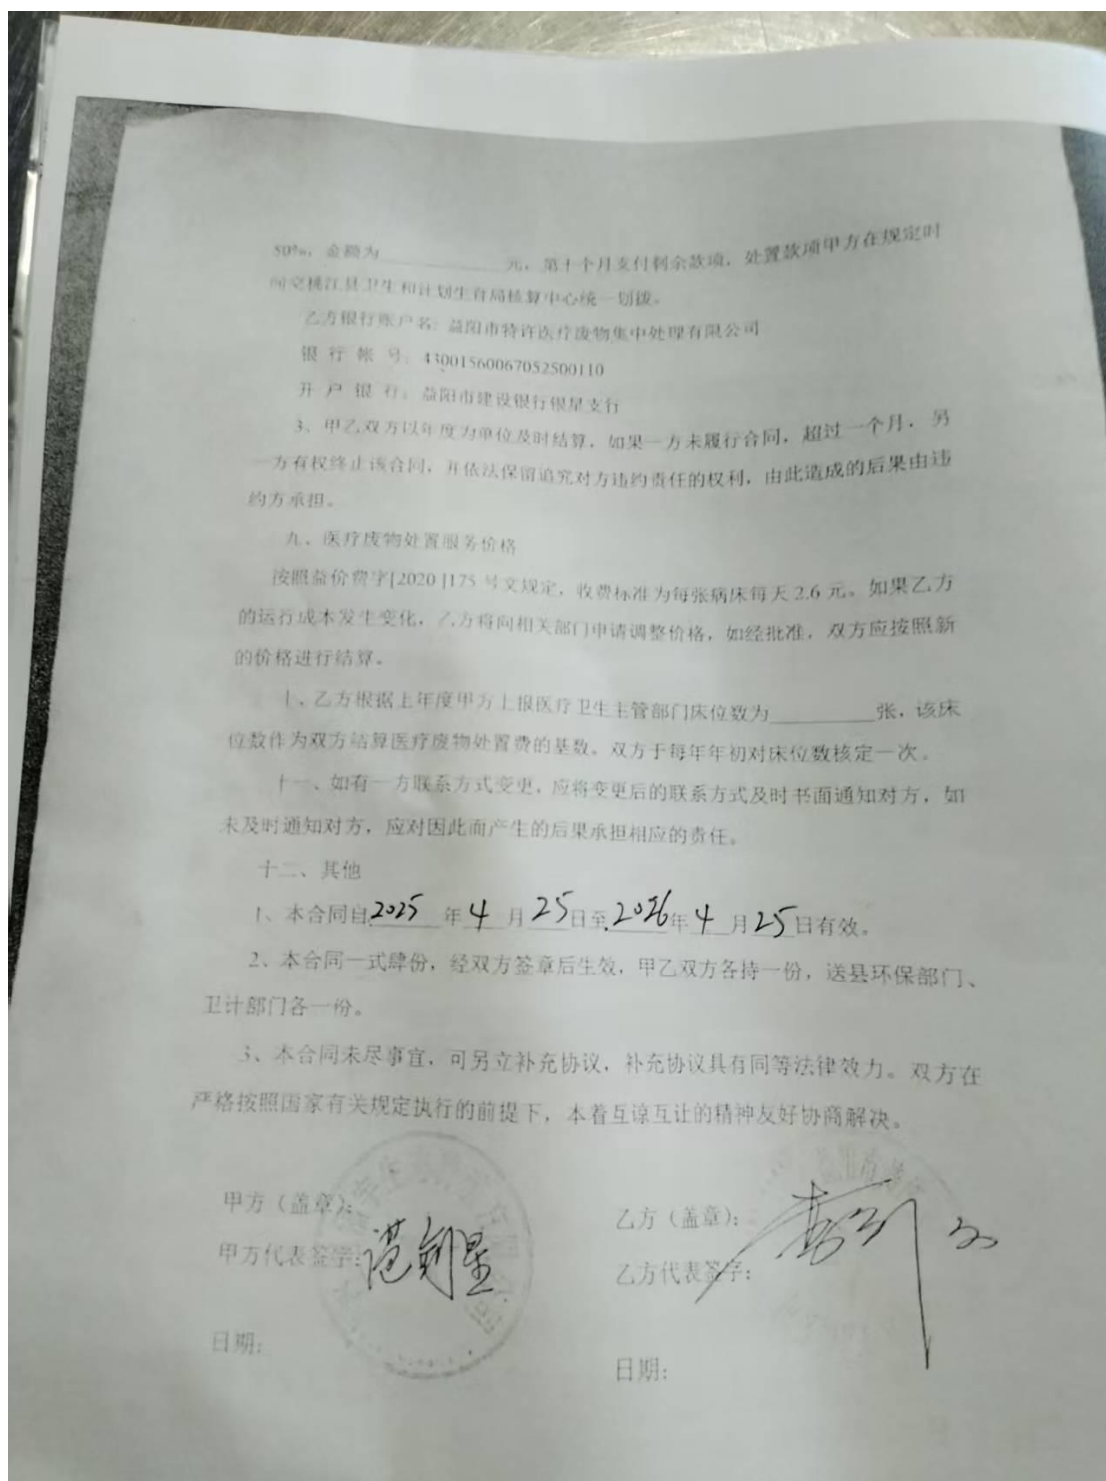 50%，金额为__________元，第十个月支付剩余款项，处置款项甲方在规定时
间交桃江县卫生和计划生育局核算中心统一划拨。
乙方银行账户名：益阳市特许医疗废物集中处理有限公司
银 行 帐 号：43001560067052500110
开 户 银 行：益阳市建设银行银星支行
3、甲乙双方以年度为单位及时结算，如果一方未履行合同，超过一个月，另
一方有权终止该合同，并依法保留追究对方违约责任的权利，由此造成的后果由违
约方承担。
九、医疗废物处置服务价格
按照益价费字[2020]175 号文规定，收费标准为每张病床每天 2.6 元。如果乙方
的运行成本发生变化，乙方将向相关部门申请调整价格，如经批准，双方应按照新
的价格进行结算。
十、乙方根据上年度甲方上报医疗卫生主管部门床位数为________张，该床
位数作为双方结算医疗废物处置费的基数。双方于每年年初对床位数核定一次。
十一、如有一方联系方式变更，应将变更后的联系方式及时书面通知对方，如
未及时通知对方，应对因此而产生的后果承担相应的责任。
十二、其他
1、本合同自2025年4月25日至2026年4月25日有效。
2、本合同一式肆份，经双方签章后生效，甲乙双方各持一份，送县环保部门、
卫计部门各一份。
3、本合同未尽事宜，可另立补充协议，补充协议具有同等法律效力。双方在
严格按照国家有关规定执行的前提下，本着互谅互让的精神友好协商解决。
甲方（盖章）：
乙方（盖章）：
甲方代表签字：
乙方代表签字：
日期：
日期：